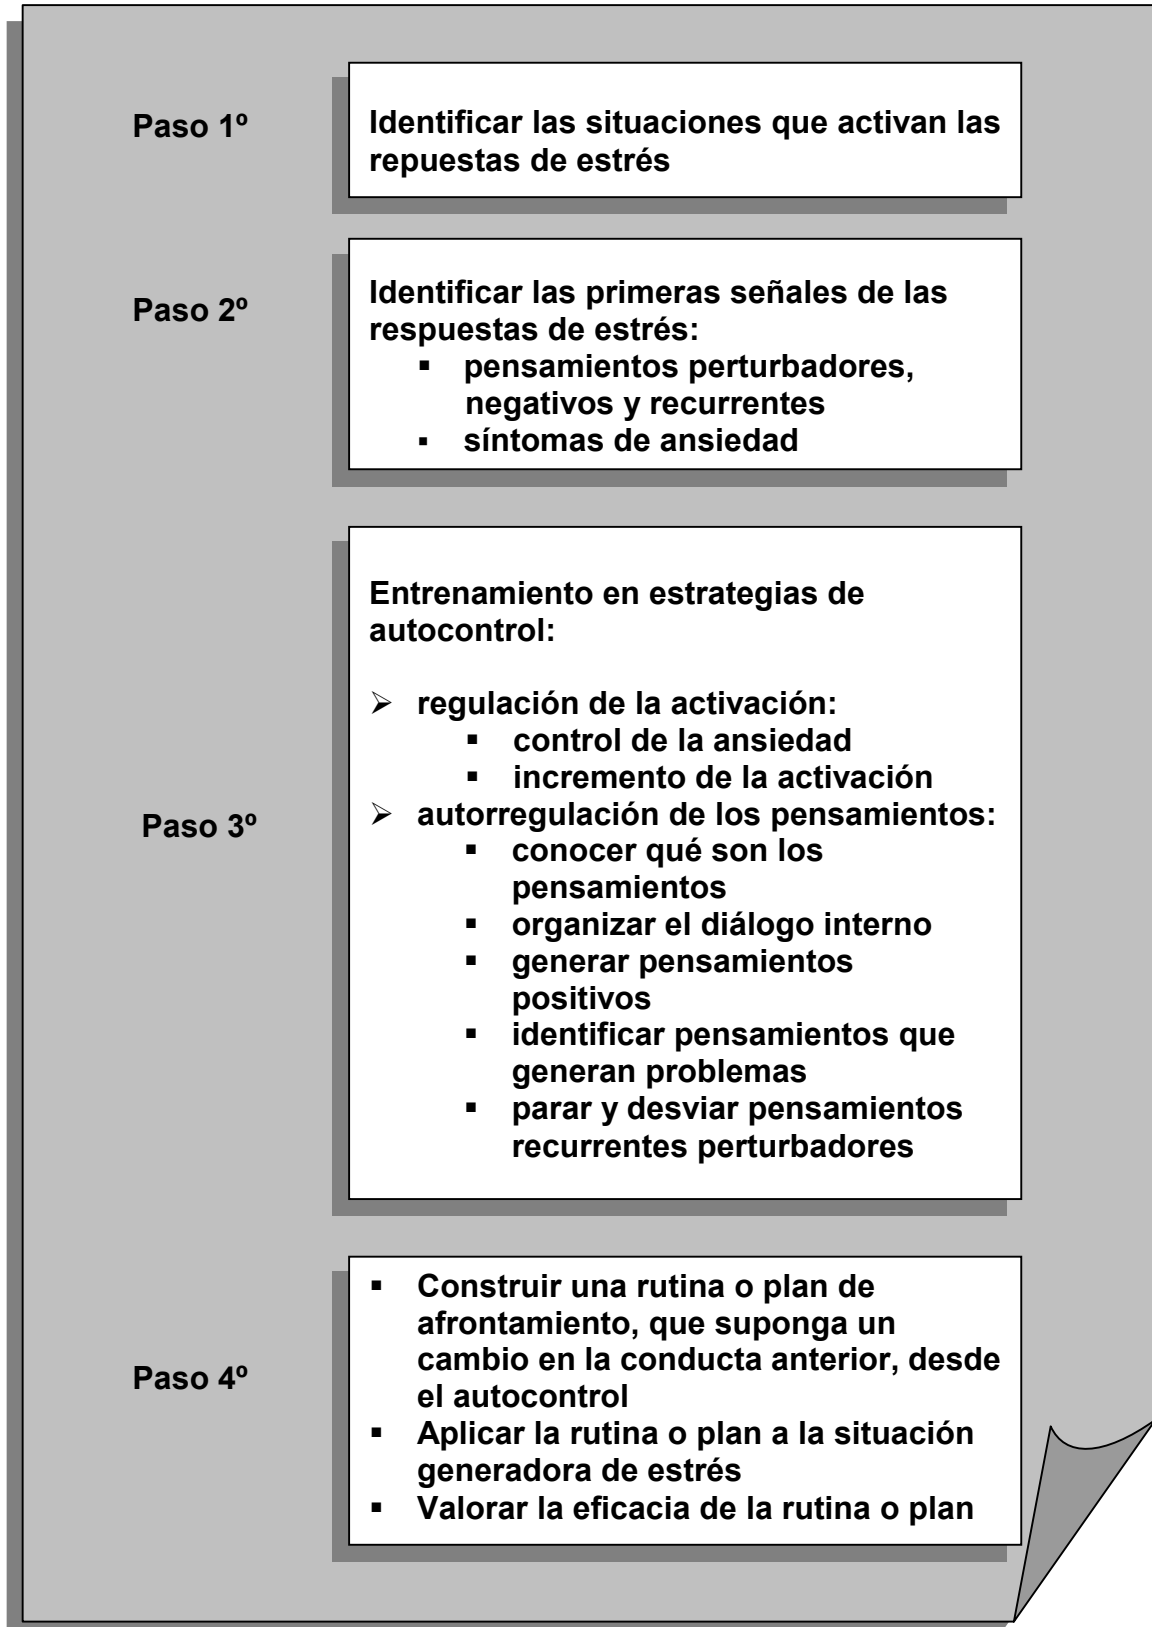 Paso 1º
Identificar las situaciones que activan las
repuestas de estrés
Paso 2º
Identificar las primeras señales de las
respuestas de estrés:
▪ pensamientos perturbadores,
negativos y recurrentes
▪ síntomas de ansiedad
Paso 3º
Entrenamiento en estrategias de
autocontrol:
➢ regulación de la activación:
▪ control de la ansiedad
▪ incremento de la activación
➢ autorregulación de los pensamientos:
▪ conocer qué son los
pensamientos
▪ organizar el diálogo interno
▪ generar pensamientos
positivos
▪ identificar pensamientos que
generan problemas
▪ parar y desviar pensamientos
recurrentes perturbadores
Paso 4º
▪ Construir una rutina o plan de
afrontamiento, que suponga un
cambio en la conducta anterior, desde
el autocontrol
▪ Aplicar la rutina o plan a la situación
generadora de estrés
▪ Valorar la eficacia de la rutina o plan